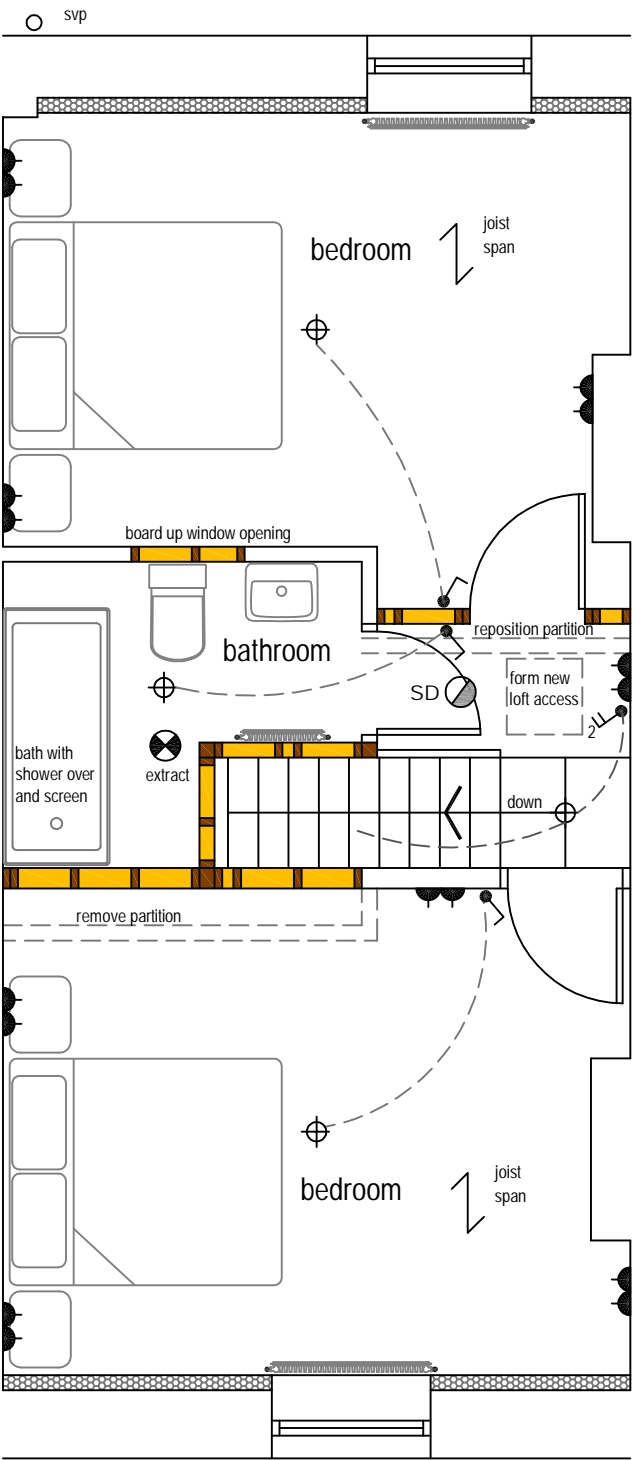 svp
bedroom
joist
span
board up window opening
bathroom
reposition partition
SD
form new
loft access
2
bath with
shower over
and screen
extract
down
remove partition
bedroom
joist
span